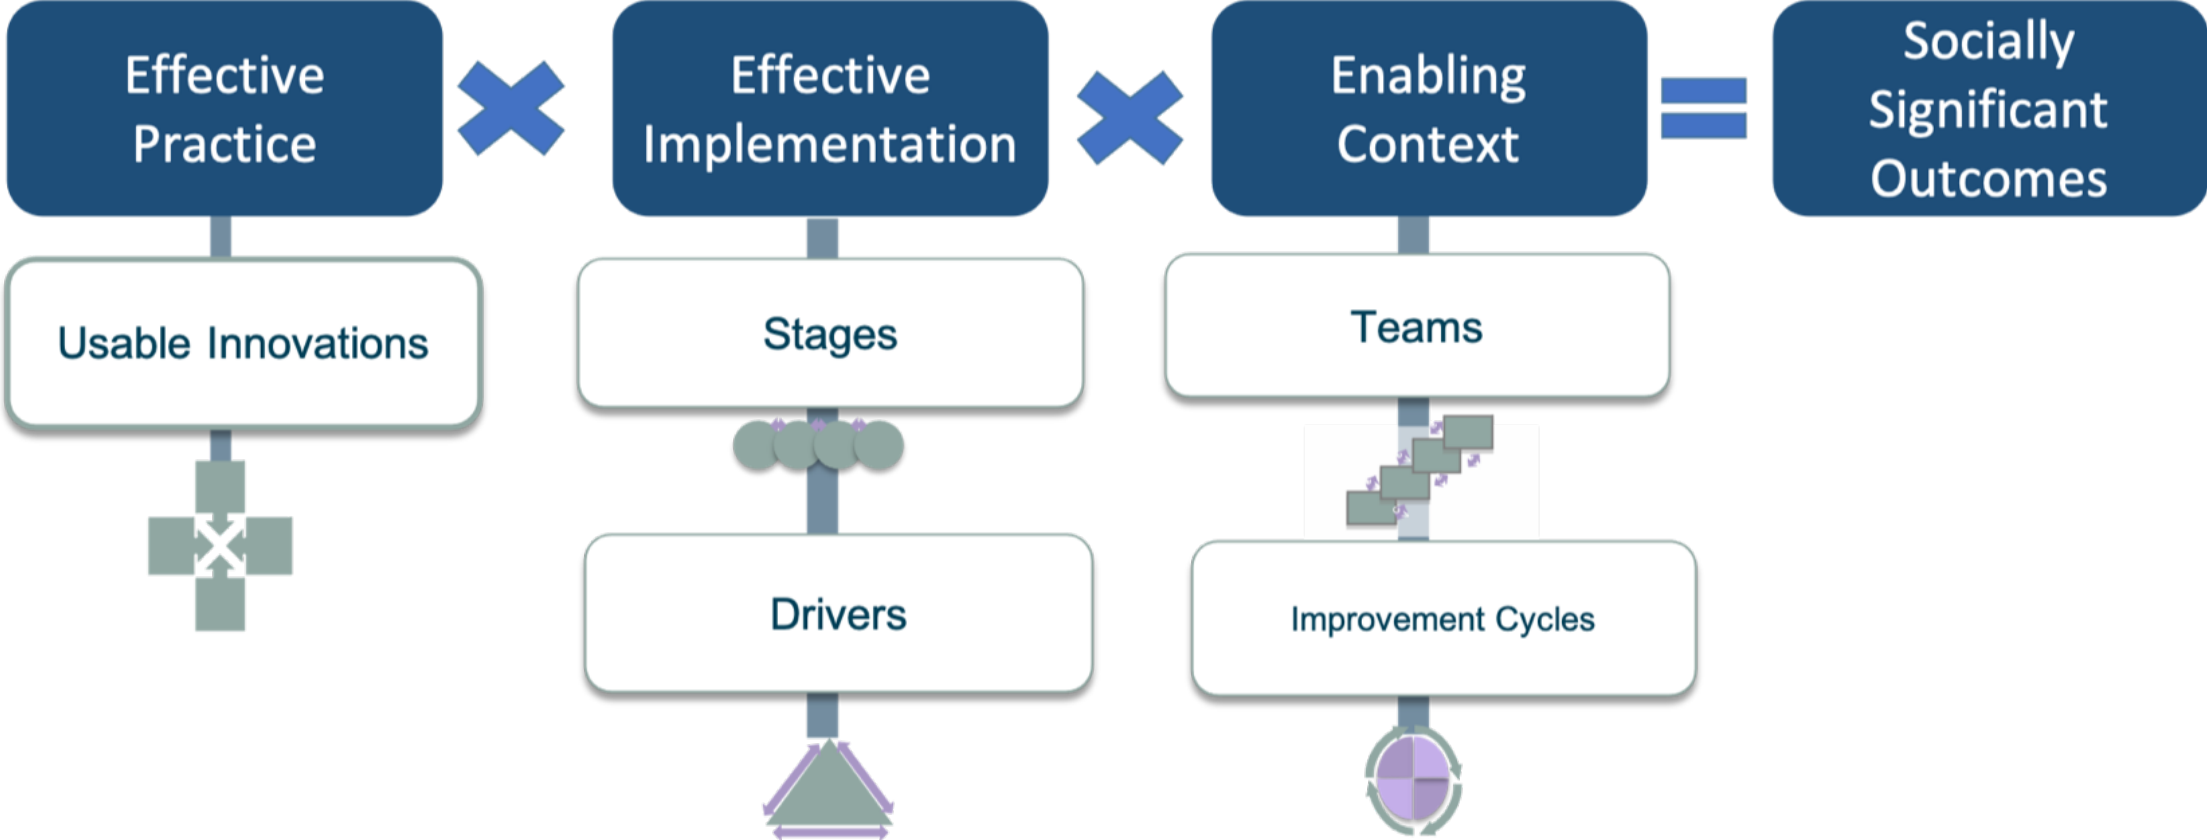 Effective
Practice
Effective
Implementation
Enabling
Context
Socially
Significant
Outcomes
Usable Innovations
Stages
Teams
Drivers
Improvement Cycles